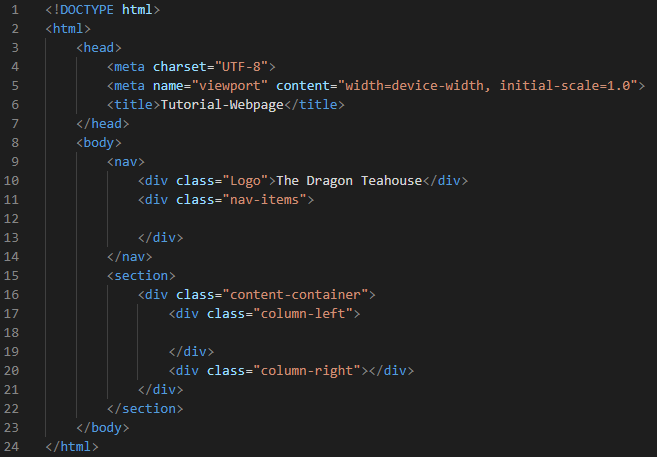 1 <!DOCTYPE html>
2 <html>
3     <head>
4         <meta charset="UTF-8">
5         <meta name="viewport" content="width=device-width, initial-scale=1.0">
6         <title>Tutorial-Webpage</title>
7     </head>
8     <body>
9         <nav>
10             <div class="Logo">The Dragon Teahouse</div>
11             <div class="nav-items">
12
13             </div>
14         </nav>
15         <section>
16             <div class="content-container">
17                 <div class="column-left">
18
19                 </div>
20                 <div class="column-right"></div>
21             </div>
22         </section>
23     </body>
24 </html>